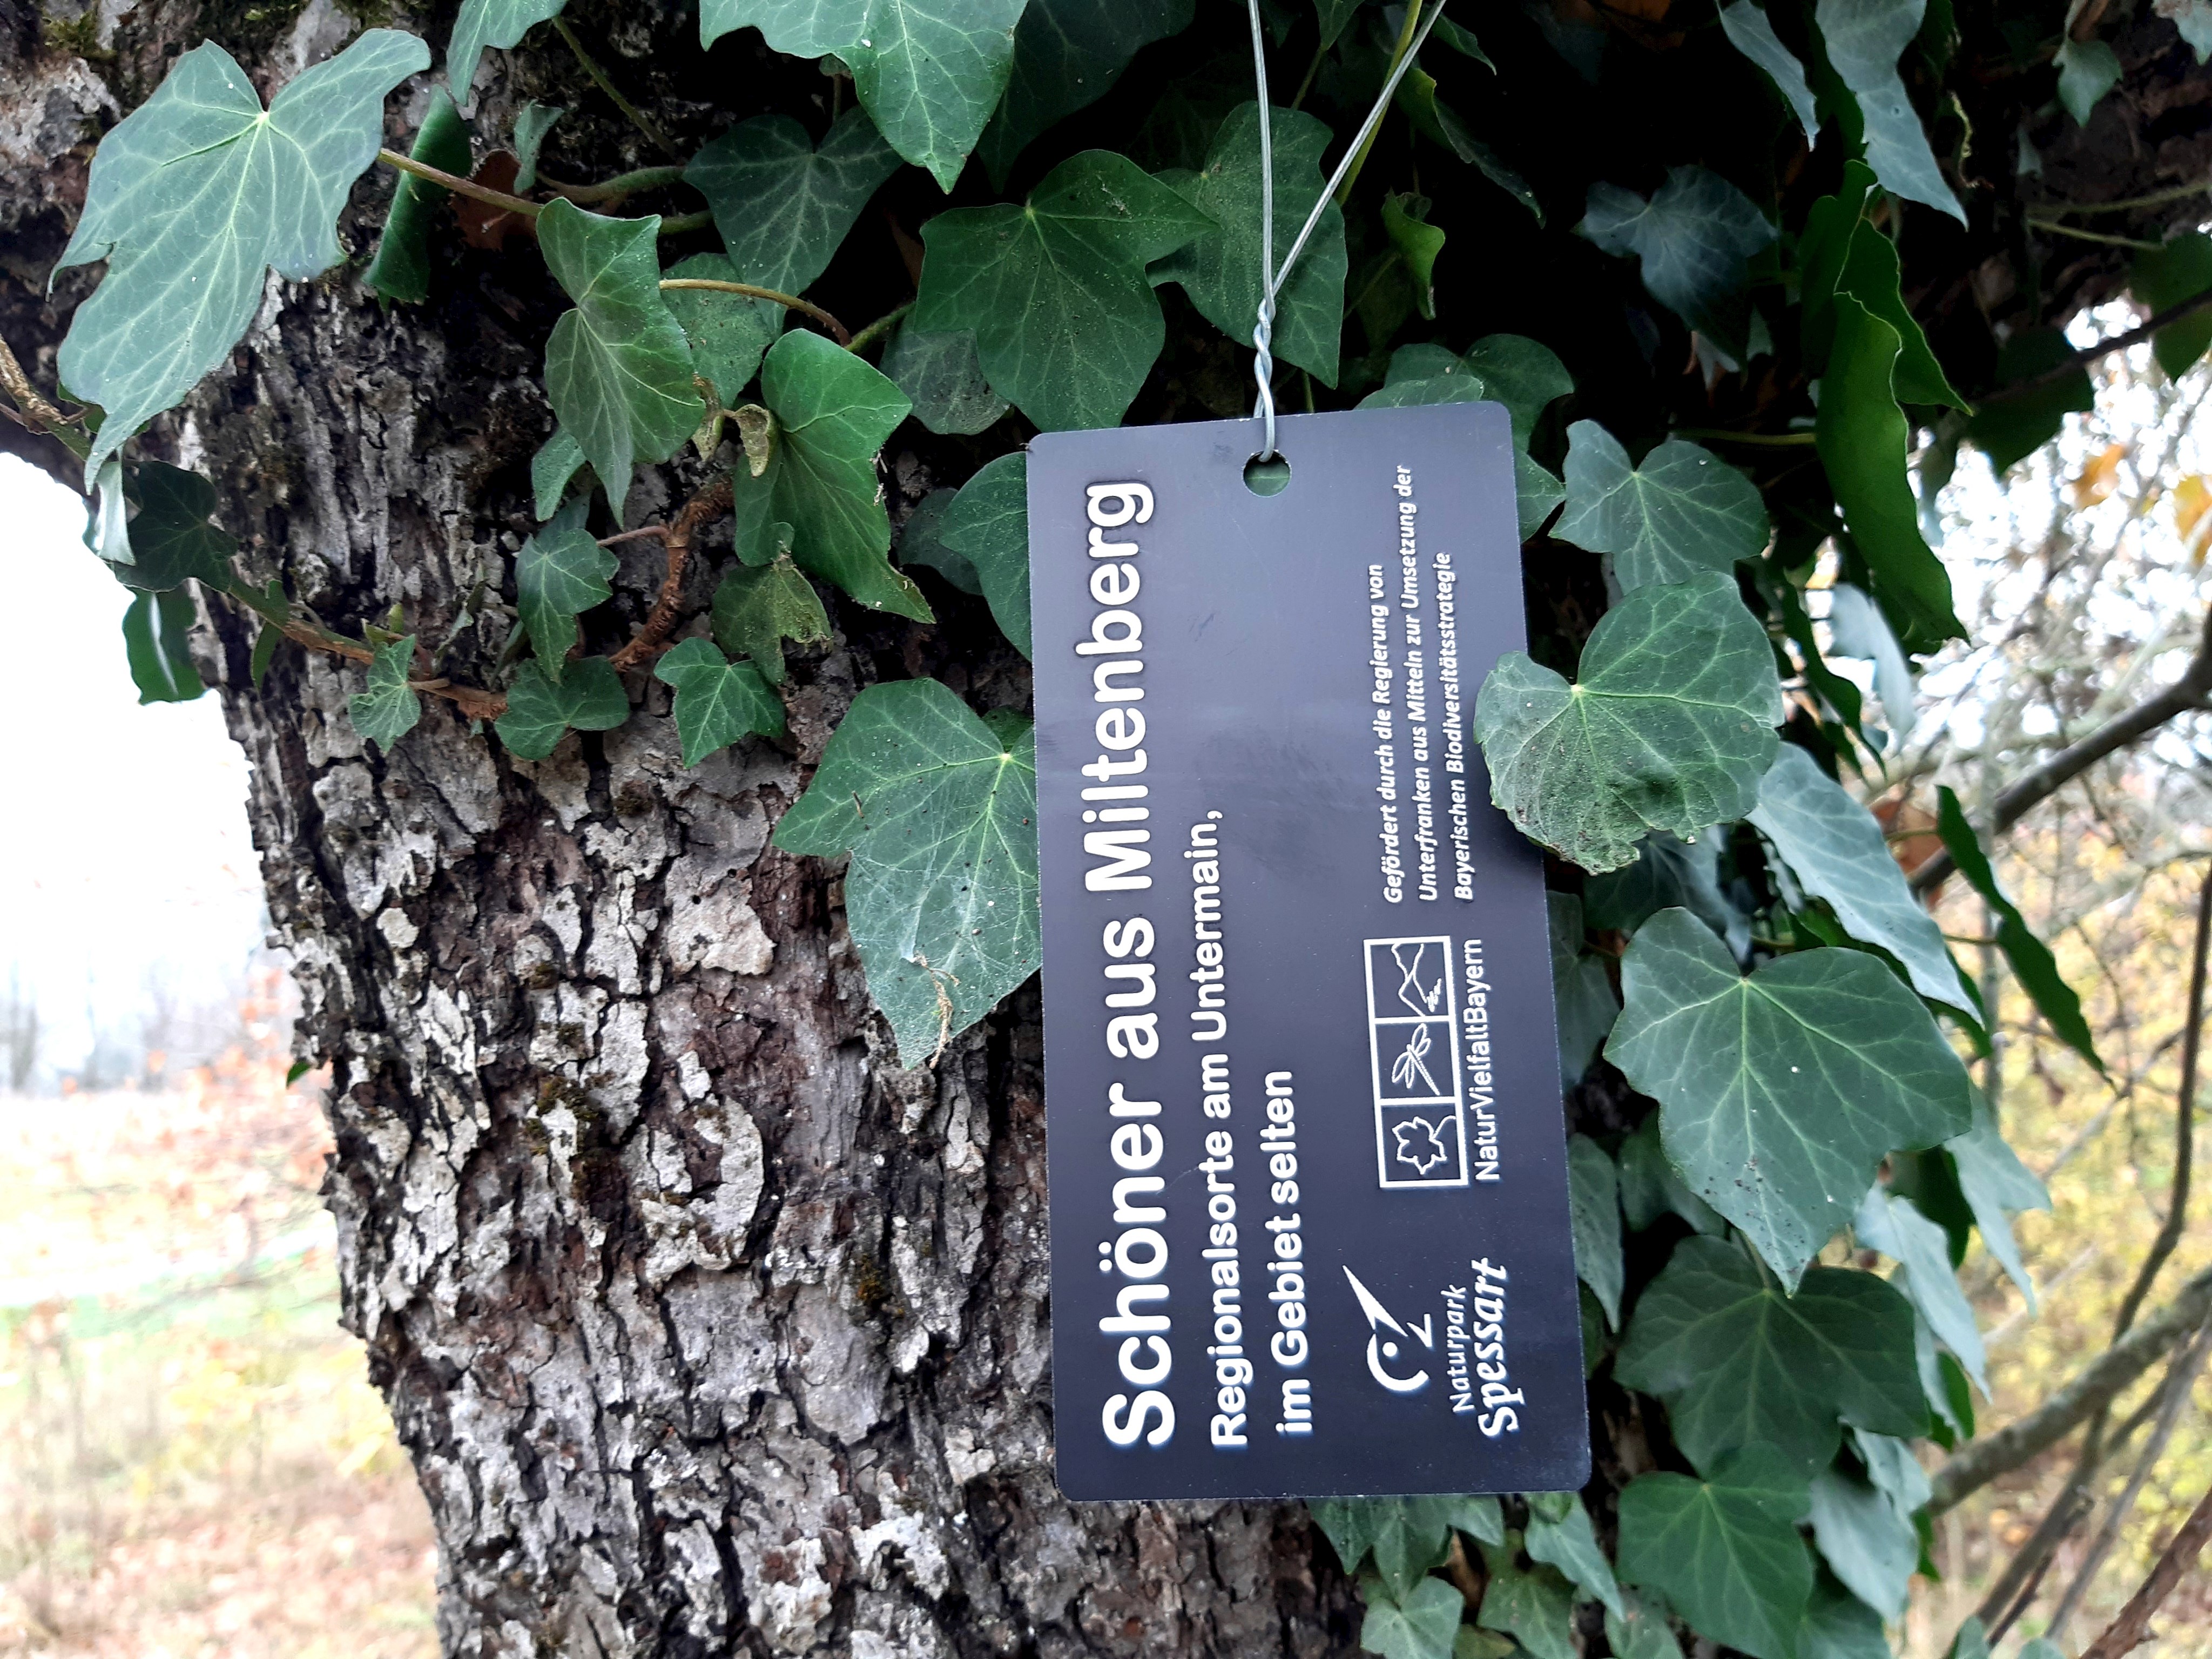 Schöner aus Miltenberg
Regionalsorte am Untermain,
im Gebiet selten
Naturpark
Spessart
NaturVielfaltBayern
Gefördert durch die Regierung von
Unterfranken aus Mitteln zur Umsetzung der
Bayerischen Biodiversitätsstrategie